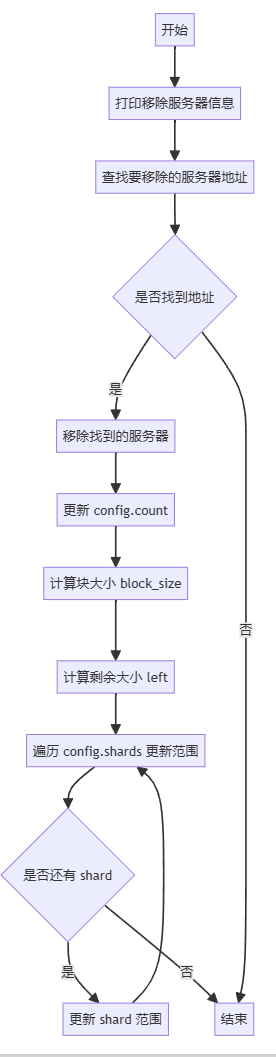 开始
打印移除服务器信息
查找要移除的服务器地址
是否找到地址
是
移除找到的服务器
更新 config.count
计算块大小 block_size
否
计算剩余大小 left
遍历 config.shards 更新范围
是否还有 shard
是
否
更新 shard 范围
结束